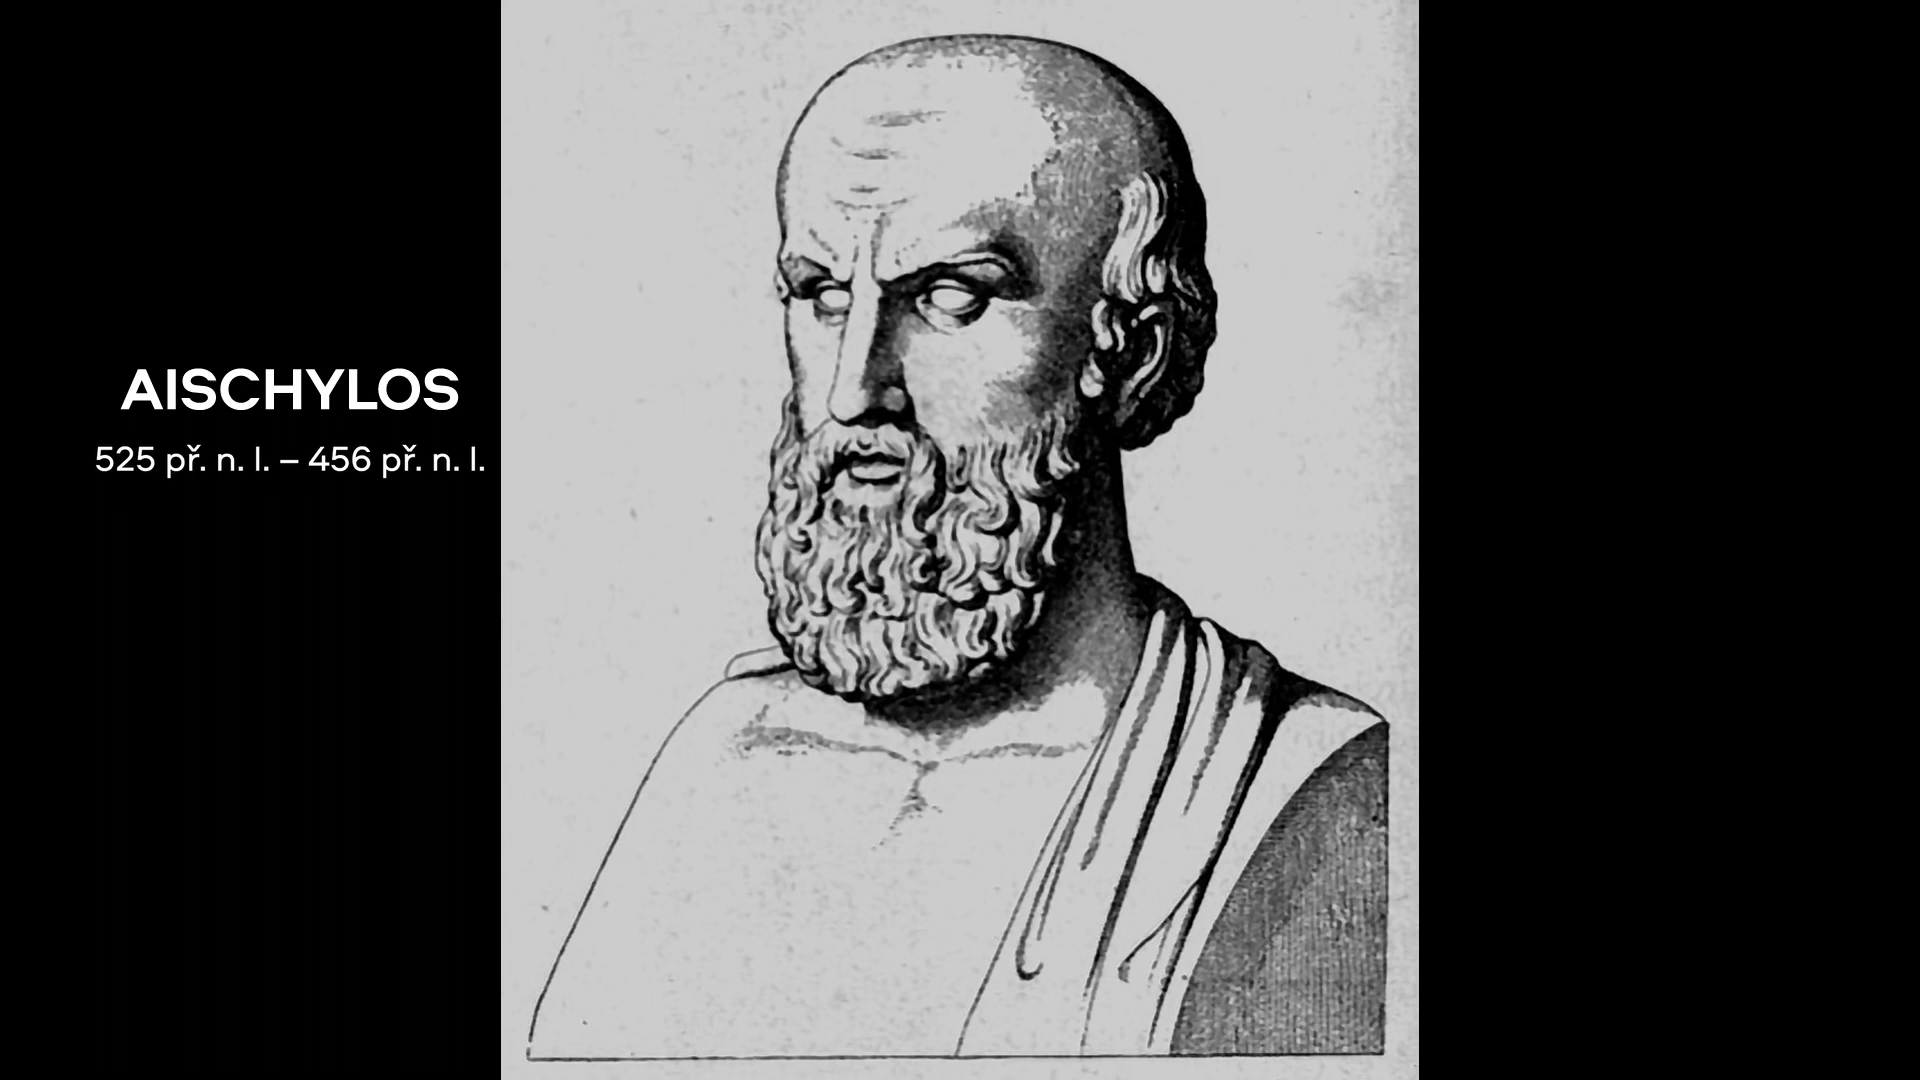 AISCHYLOS
525 př. n. l. – 456 př. n. l.